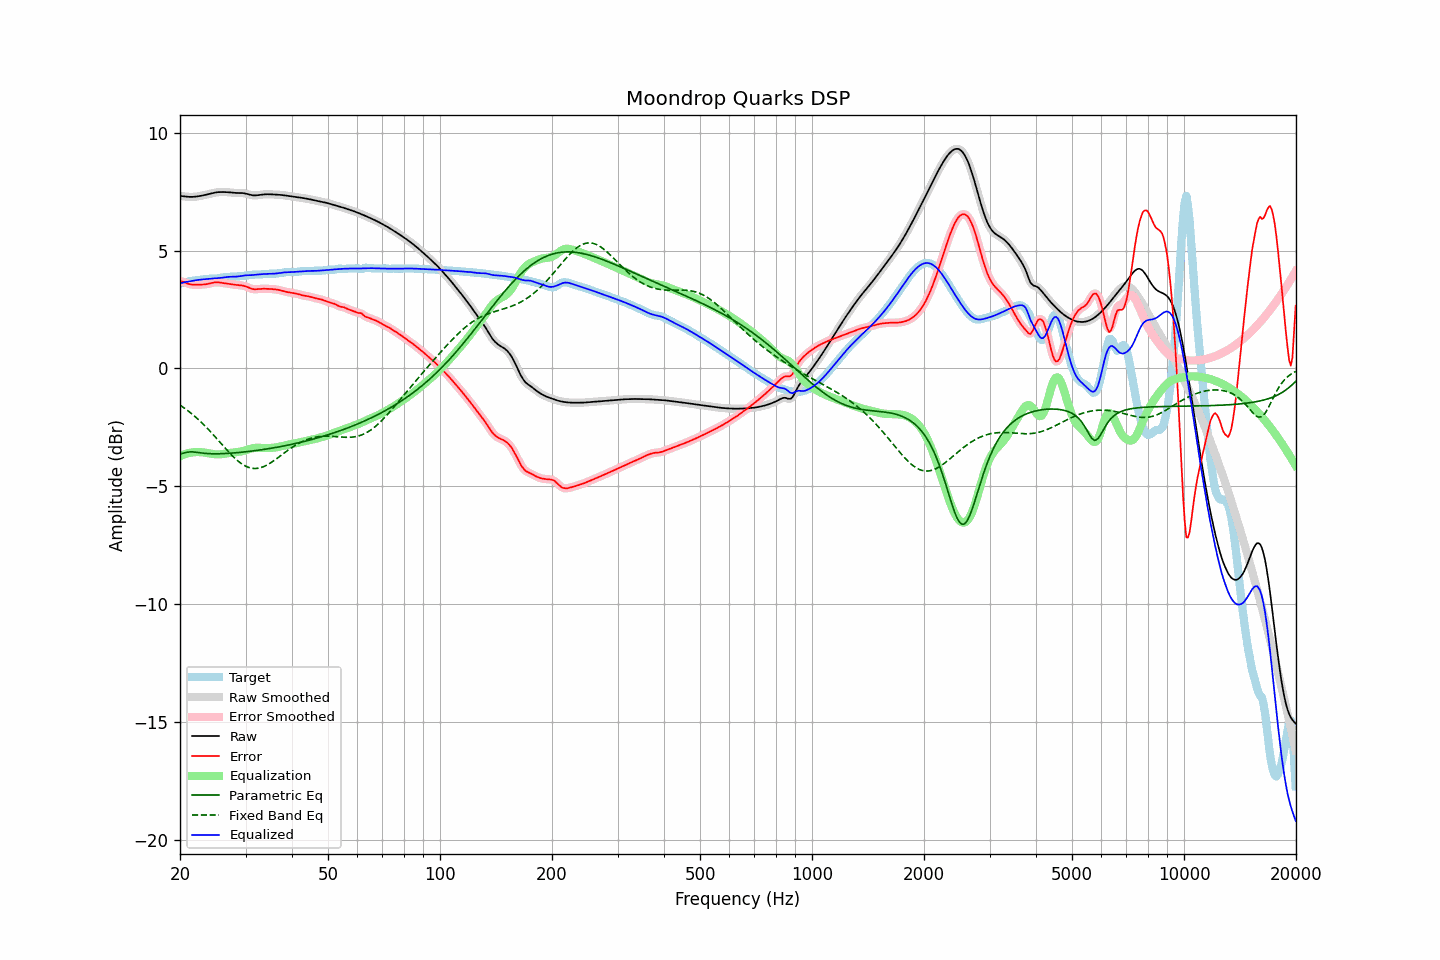 Moondrop Quarks DSP
10
5
0
−5
−10
−15
−20
Amplitude (dBr)
Target
Raw Smoothed
Error Smoothed
Raw
Error
Equalization
Parametric Eq
Fixed Band Eq
Equalized
20 50 100 200 500 1000 2000 5000 10000 20000
Frequency (Hz)